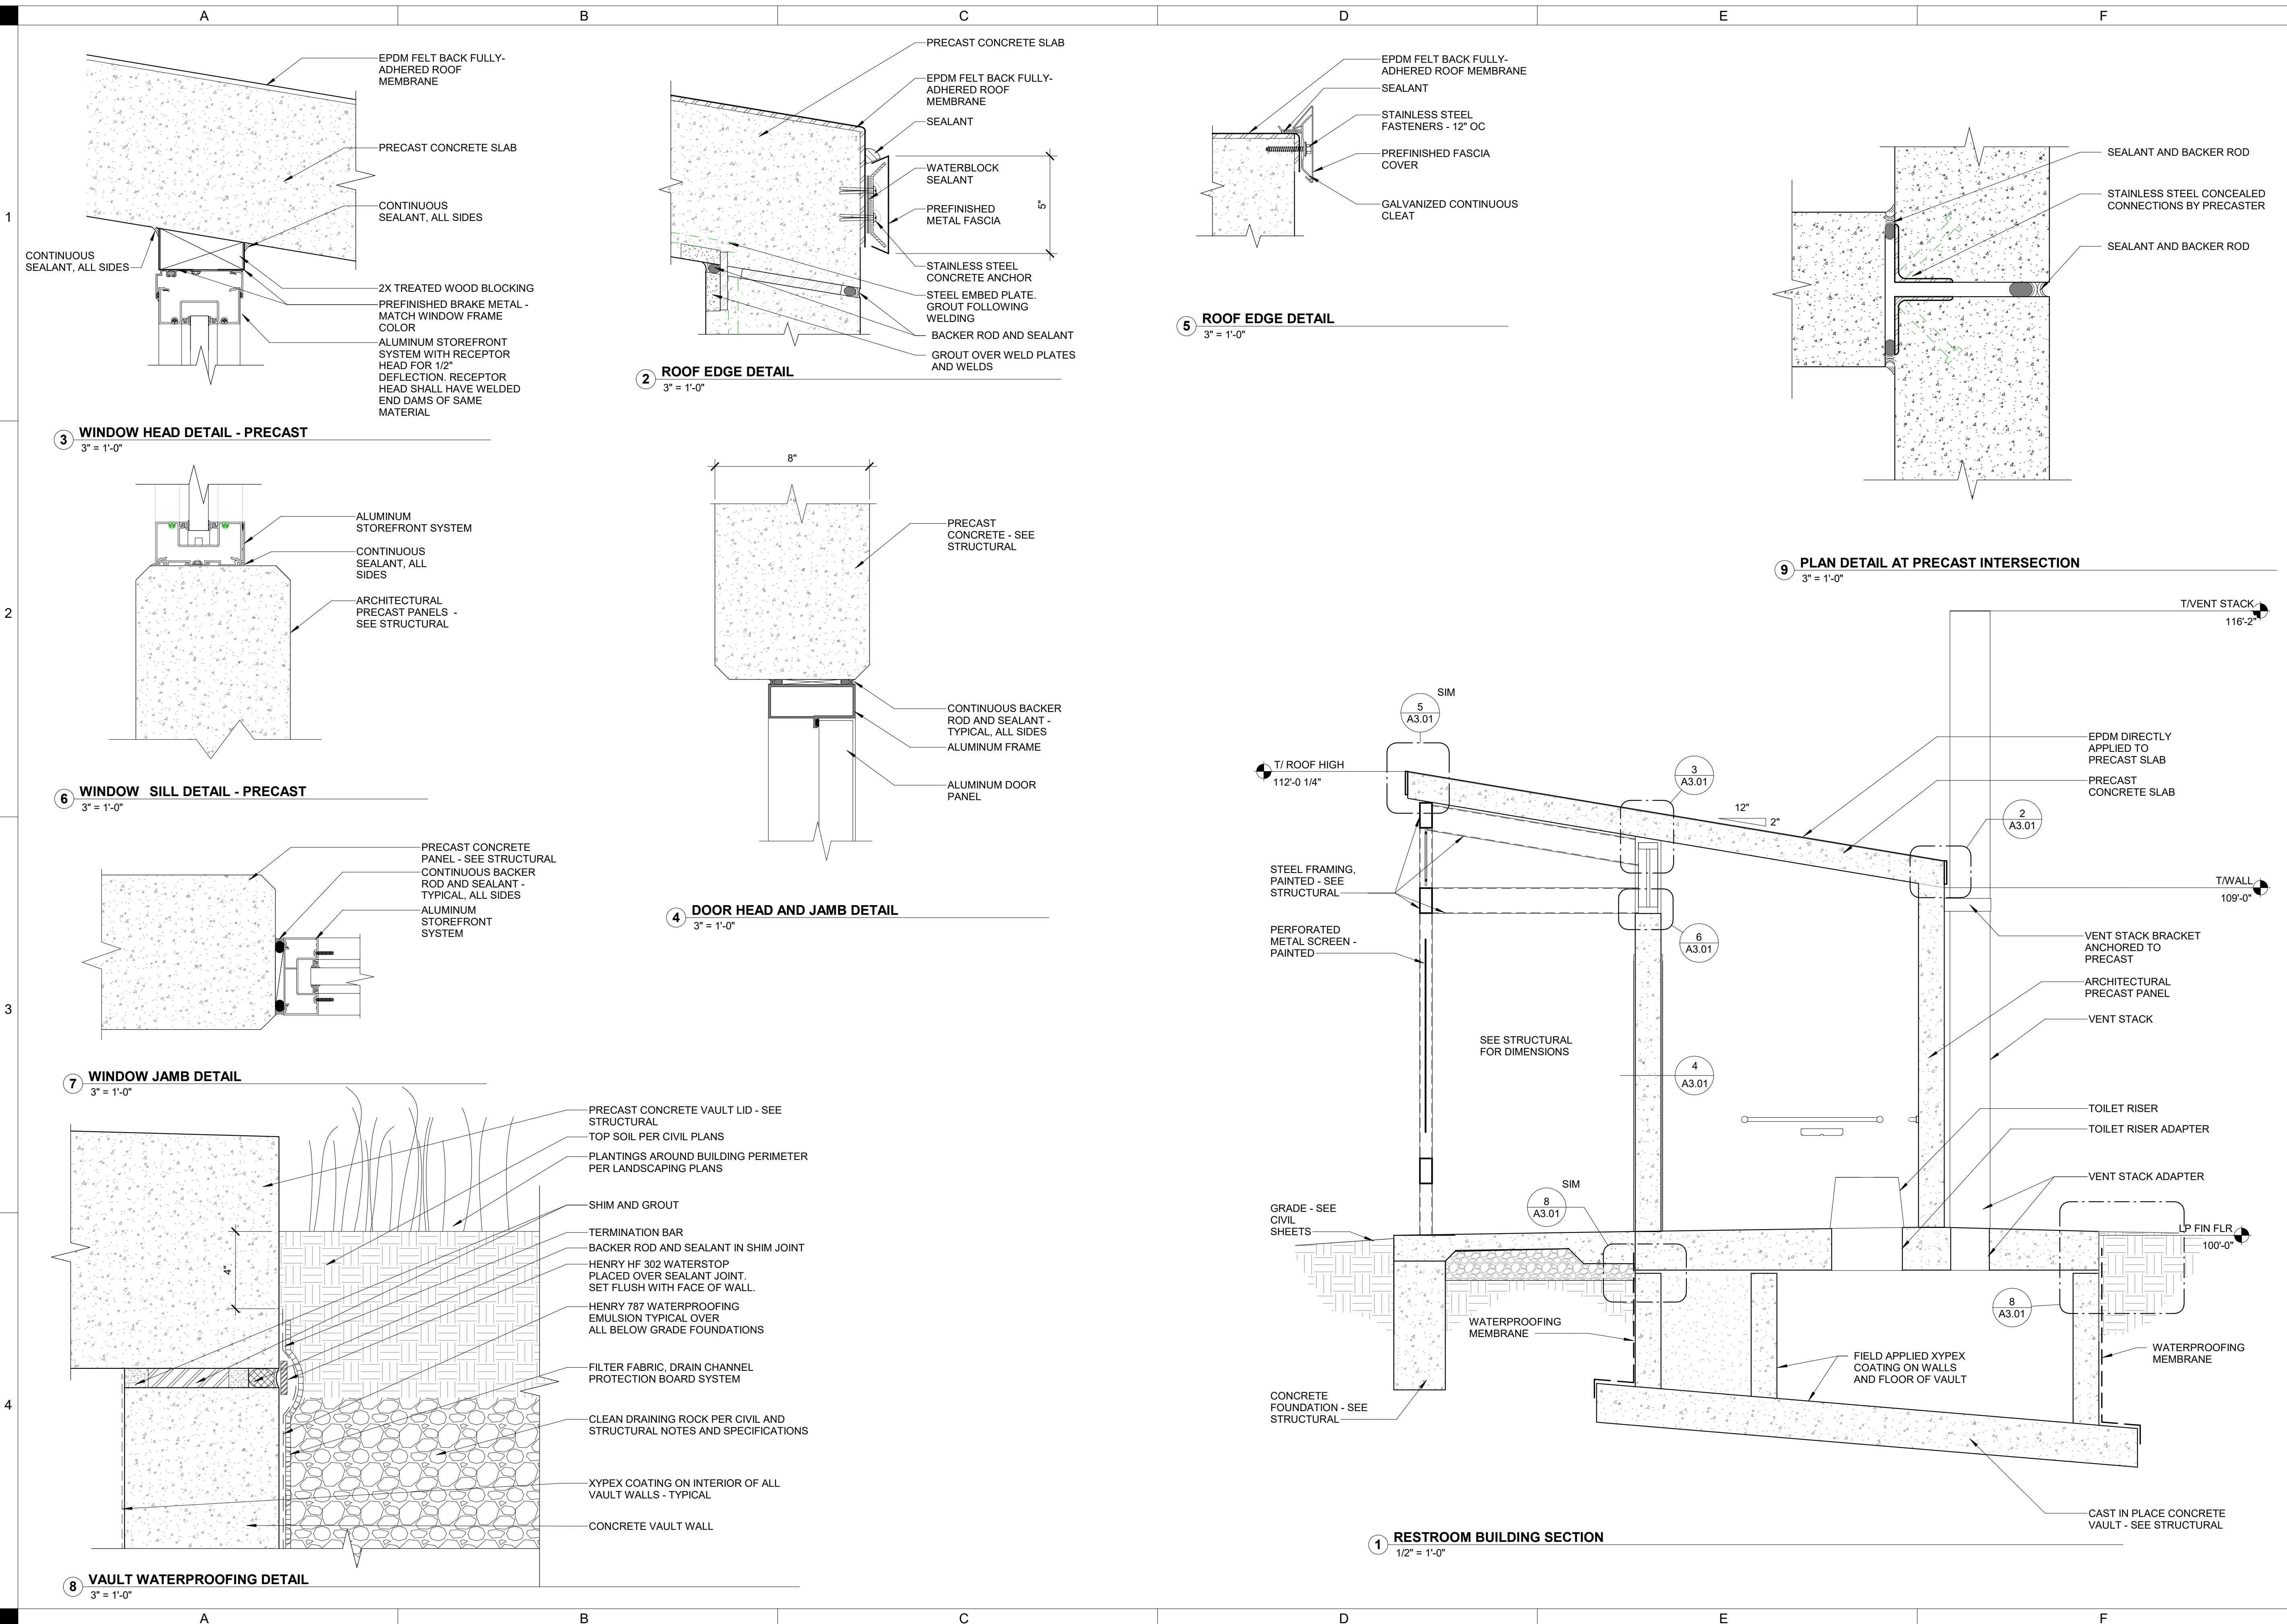 A
B
C
D
E
F
EPDM FELT BACK FULLY-
ADHERED ROOF
MEMBRANE
PRECAST CONCRETE SLAB
CONTINUOUS
SEALANT, ALL SIDES
CONTINUOUS
SEALANT, ALL SIDES
2X TREATED WOOD BLOCKING
PREFINISHED BRAKE METAL -
MATCH WINDOW FRAME
COLOR
ALUMINUM STOREFRONT
SYSTEM WITH RECEPTOR
HEAD FOR 1/2"
DEFLECTION. RECEPTOR
HEAD SHALL HAVE WELDED
END DAMS OF SAME
MATERIAL
3 WINDOW HEAD DETAIL - PRECAST
3" = 1'-0"
PRECAST CONCRETE SLAB
EPDM FELT BACK FULLY-
ADHERED ROOF
MEMBRANE
SEALANT
WATERBLOCK
SEALANT
PREFINISHED
METAL FASCIA
5"
STAINLESS STEEL
CONCRETE ANCHOR
STEEL EMBED PLATE.
GROUT FOLLOWING
WELDING
BACKER ROD AND SEALANT
GROUT OVER WELD PLATES
AND WELDS
2 ROOF EDGE DETAIL
3" = 1'-0"
EPDM FELT BACK FULLY-
ADHERED ROOF MEMBRANE
SEALANT
STAINLESS STEEL
FASTENERS - 12" OC
PREFINISHED FASCIA
COVER
GALVANIZED CONTINUOUS
CLEAT
5 ROOF EDGE DETAIL
3" = 1'-0"
SEALANT AND BACKER ROD
STAINLESS STEEL CONCEALED
CONNECTIONS BY PRECASTER
SEALANT AND BACKER ROD
9 PLAN DETAIL AT PRECAST INTERSECTION
3" = 1'-0"
1
2
3
4
ALUMINUM
STOREFRONT SYSTEM
CONTINUOUS
SEALANT, ALL
SIDES
ARCHITECTURAL
PRECAST PANELS -
SEE STRUCTURAL
6 WINDOW SILL DETAIL - PRECAST
3" = 1'-0"
8"
PRECAST
CONCRETE - SEE
STRUCTURAL
CONTINUOUS BACKER
ROD AND SEALANT -
TYPICAL, ALL SIDES
ALUMINUM FRAME
ALUMINUM DOOR
PANEL
4 DOOR HEAD AND JAMB DETAIL
3" = 1'-0"
PRECAST CONCRETE
PANEL - SEE STRUCTURAL
CONTINUOUS BACKER
ROD AND SEALANT -
TYPICAL, ALL SIDES
ALUMINUM
STOREFRONT
SYSTEM
7 WINDOW JAMB DETAIL
3" = 1'-0"
PRECAST CONCRETE VAULT LID - SEE
STRUCTURAL
TOP SOIL PER CIVIL PLANS
PLANTINGS AROUND BUILDING PERIMETER
PER LANDSCAPING PLANS
SHIM AND GROUT
TERMINATION BAR
BACKER ROD AND SEALANT IN SHIM JOINT
HENRY HF 302 WATERSTOP
PLACED OVER SEALANT JOINT.
SET FLUSH WITH FACE OF WALL.
HENRY 787 WATERPROOFING
EMULSION TYPICAL OVER
ALL BELOW GRADE FOUNDATIONS
FILTER FABRIC, DRAIN CHANNEL
PROTECTION BOARD SYSTEM
CLEAN DRAINING ROCK PER CIVIL AND
STRUCTURAL NOTES AND SPECIFICATIONS
XYPEX COATING ON INTERIOR OF ALL
VAULT WALLS - TYPICAL
CONCRETE VAULT WALL
4"
8 VAULT WATERPROOFING DETAIL
3" = 1'-0"
T/VENT STACK
116'-2"
5
A3.01
SIM
T/ ROOF HIGH
112'-0 1/4"
3
A3.01
12"
2"
EPDM DIRECTLY
APPLIED TO
PRECAST SLAB
PRECAST
CONCRETE SLAB
2
A3.01
STEEL FRAMING,
PAINTED - SEE
STRUCTURAL
T/WALL
109'-0"
PERFORATED
METAL SCREEN -
PAINTED
6
A3.01
VENT STACK BRACKET
ANCHORED TO
PRECAST
ARCHITECTURAL
PRECAST PANEL
VENT STACK
SEE STRUCTURAL
FOR DIMENSIONS
4
A3.01
TOILET RISER
TOILET RISER ADAPTER
VENT STACK ADAPTER
SIM
8
A3.01
GRADE - SEE
CIVIL
SHEETS
LP FIN FLR
100'-0"
8
A3.01
WATERPROOFING
MEMBRANE
WATERPROOFING
MEMBRANE
FIELD APPLIED XYPEX
COATING ON WALLS
AND FLOOR OF VAULT
CONCRETE
FOUNDATION - SEE
STRUCTURAL
CAST IN PLACE CONCRETE
VAULT - SEE STRUCTURAL
1 RESTROOM BUILDING SECTION
1/2" = 1'-0"
A
B
C
D
E
F